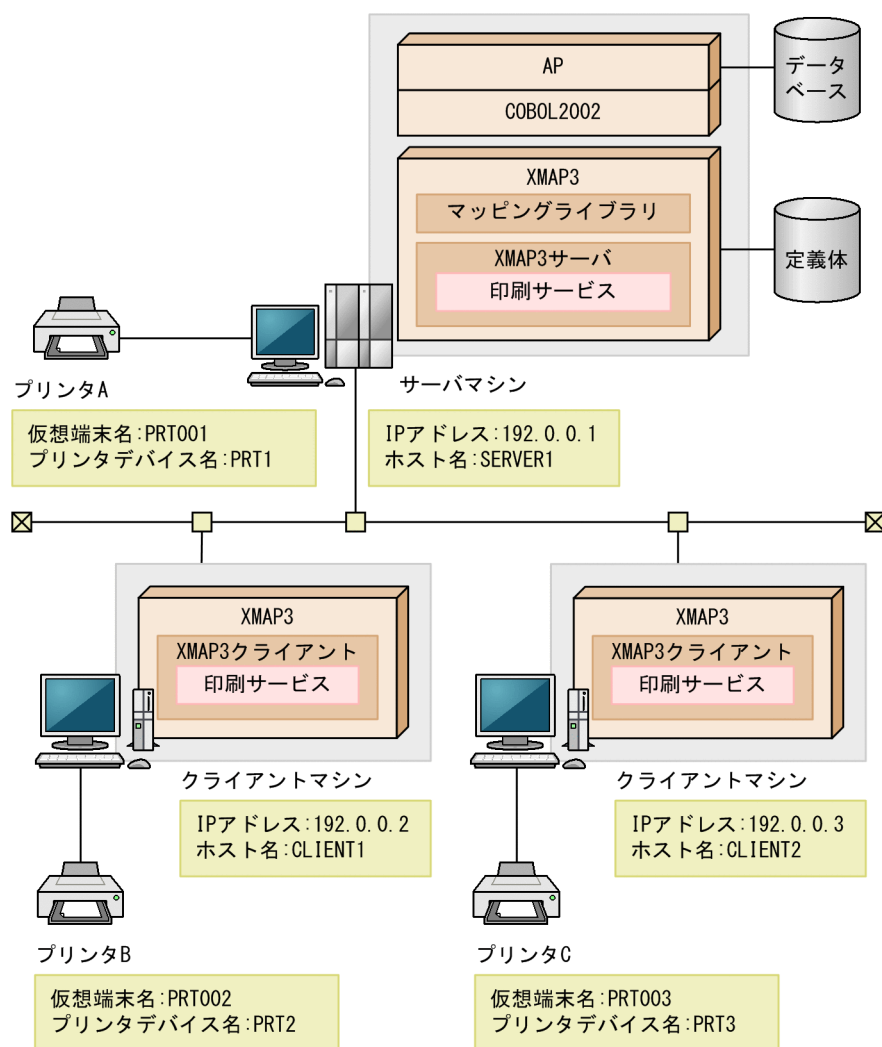 AP
COBOL2002
データ
ベース
XMAP3
マッピングライブラリ
XMAP3サーバ
印刷サービス
定義体
プリンタA
サーバマシン
仮想端末名:PRT001
プリンタデバイス名:PRT1
IPアドレス:192.0.0.1
ホスト名:SERVER1
XMAP3
XMAP3クライアント
印刷サービス
XMAP3
XMAP3クライアント
印刷サービス
クライアントマシン
クライアントマシン
IPアドレス:192.0.0.2
ホスト名:CLIENT1
IPアドレス:192.0.0.3
ホスト名:CLIENT2
プリンタB
プリンタC
仮想端末名:PRT002
プリンタデバイス名:PRT2
仮想端末名:PRT003
プリンタデバイス名:PRT3